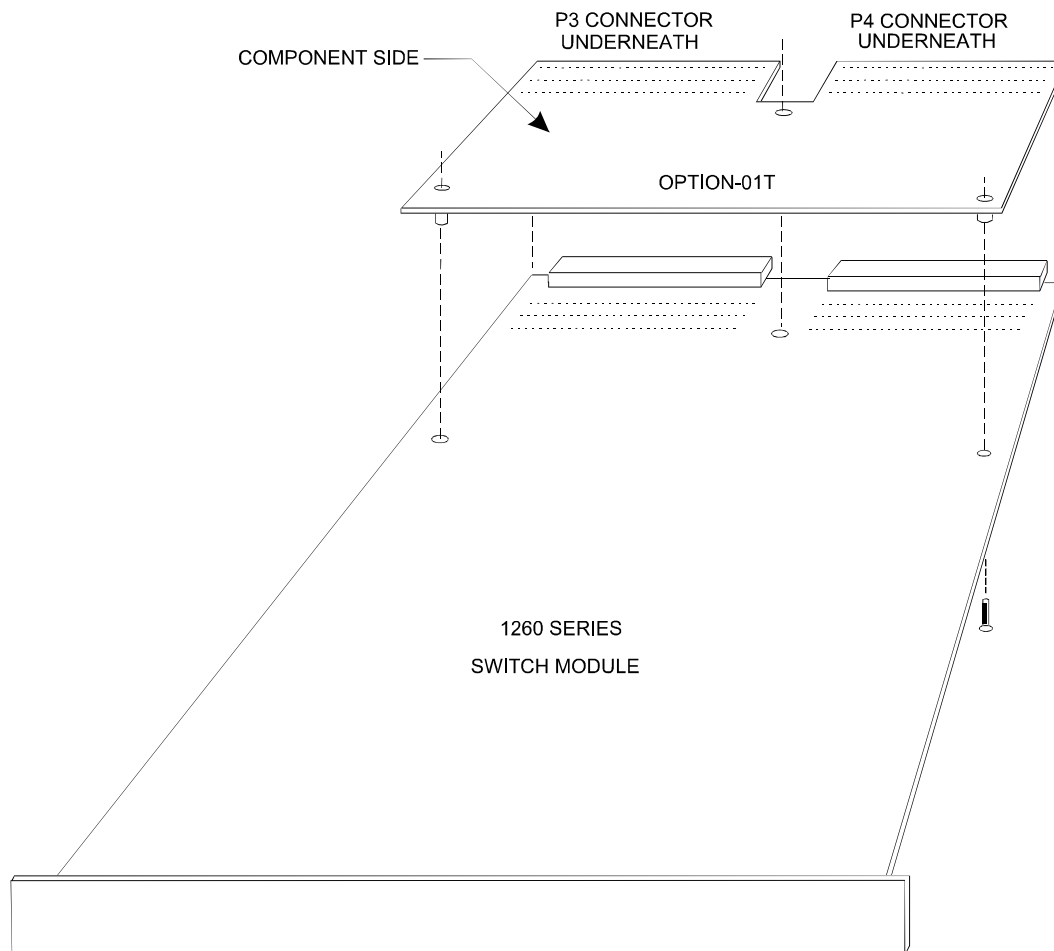 P3 CONNECTOR
UNDERNEATH
P4 CONNECTOR
UNDERNEATH
COMPONENT SIDE
OPTION-01T
1260 SERIES
SWITCH MODULE